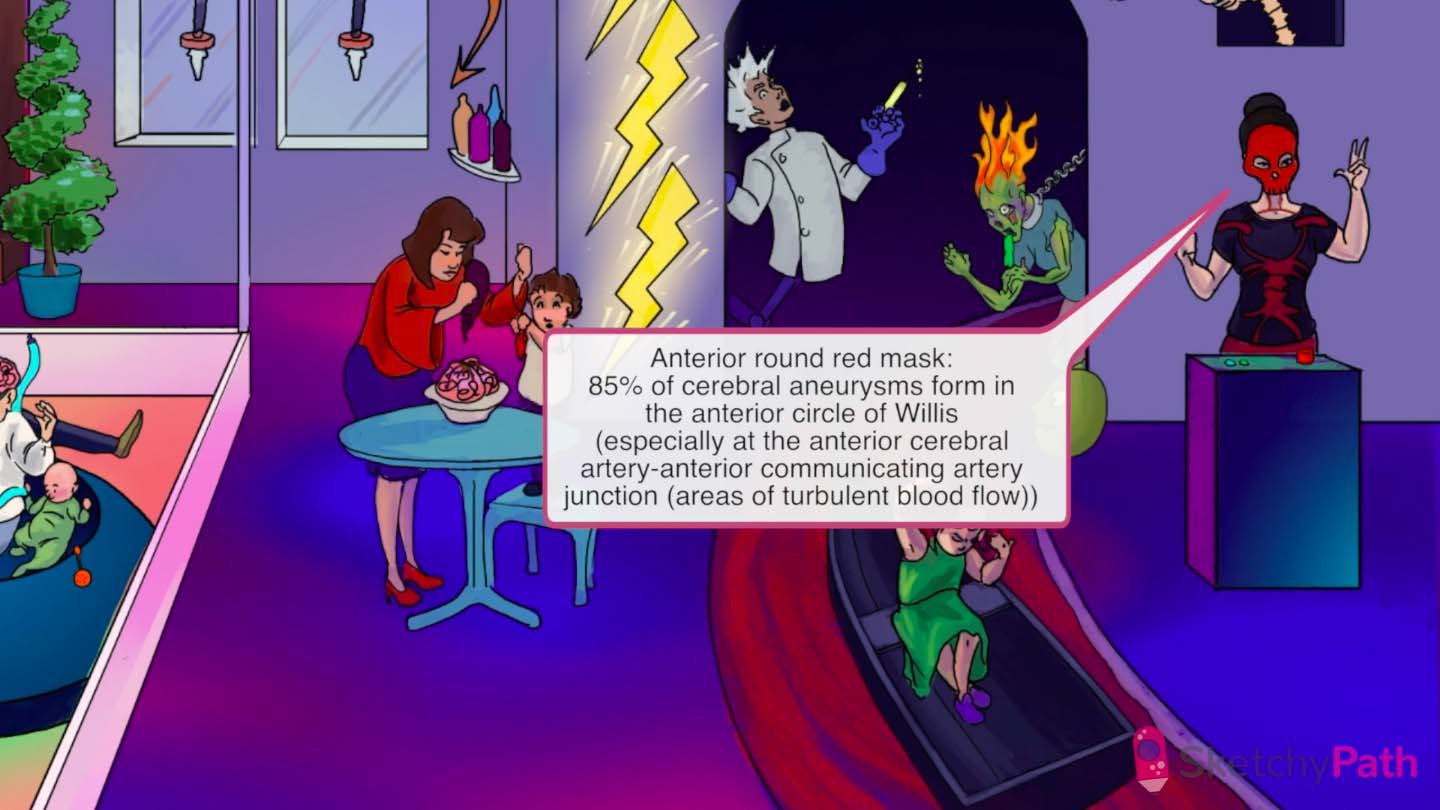 Anterior round red mask:
85% of cerebral aneurysms form in
the anterior circle of Willis
(especially at the anterior cerebral
artery-anterior communicating artery
junction (areas of turbulent blood flow))
SketchyPath